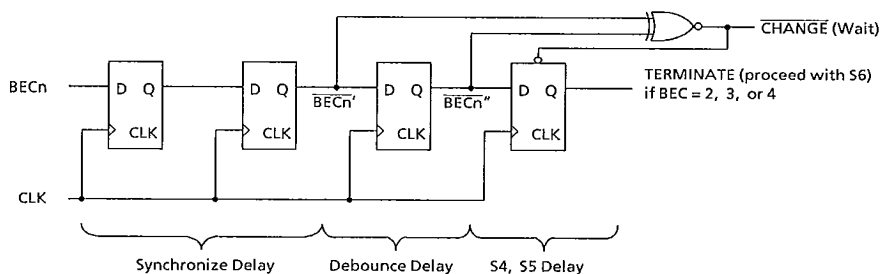 CHANGE (Wait)
BECn
D Q
D Q
BECn'
D Q
BECn"
D Q
TERMINATE (proceed with S6)
if BEC = 2, 3, or 4
CLK
CLK
CLK
CLK
CLK
Synchronize Delay
Debounce Delay
S4, S5 Delay